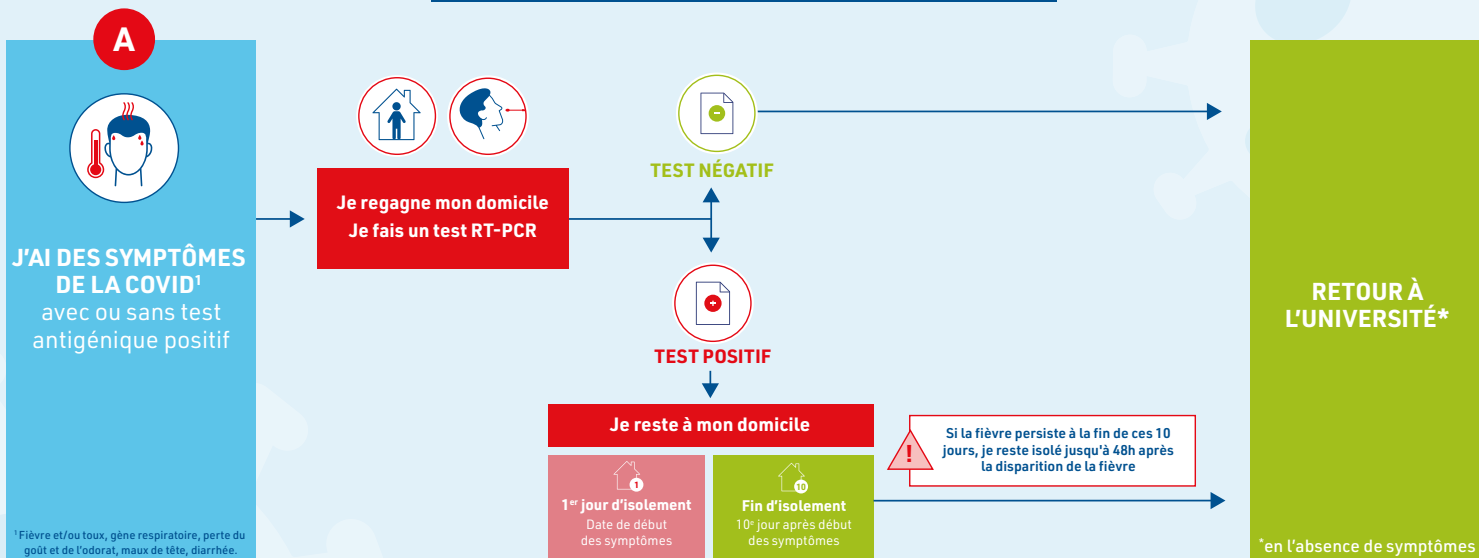 A
J'AI DES SYMPTÔMES
DE LA COVID¹
avec ou sans test
antigénique positif
¹ Fièvre et/ou toux, gêne respiratoire, perte du
goût et de l'odorat, maux de tête, diarrhée.
Je regagne mon domicile
Je fais un test RT-PCR
-
TEST NÉGATIF
+
TEST POSITIF
Je reste à mon domicile
1
1er jour d'isolement
Date de début
des symptômes
10
Fin d'isolement
10e jour après début
des symptômes
!
Si la fièvre persiste à la fin de ces 10
jours, je reste isolé jusqu'à 48h après
la disparition de la fièvre
RETOUR À
L'UNIVERSITÉ*
*en l'absence de symptômes